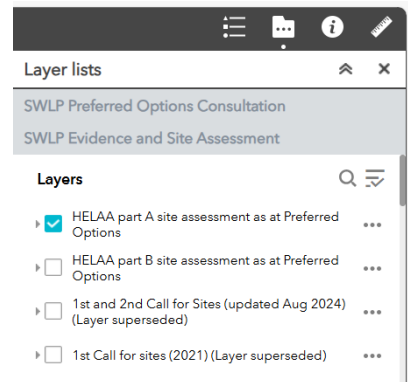 Layer lists
SWLP Preferred Options Consultation
SWLP Evidence and Site Assessment
Layers
HELAA part A site assessment as at Preferred
Options
HELAA part B site assessment as at Preferred
Options
1st and 2nd Call for Sites (updated Aug 2024)
(Layer superseded)
1st Call for sites (2021) (Layer superseded)